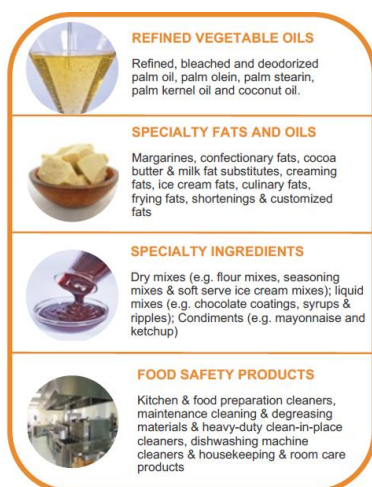 REFINED VEGETABLE OILS
Refined, bleached and deodorized
palm oil, palm olein, palm stearin,
palm kernel oil and coconut oil.
SPECIALTY FATS AND OILS
Margarines, confectionary fats, cocoa
butter & milk fat substitutes, creaming
fats, ice cream fats, culinary fats,
frying fats, shortenings & customized
fats
SPECIALTY INGREDIENTS
Dry mixes (e.g. flour mixes, seasoning
mixes & soft serve ice cream mixes); liquid
mixes (e.g. chocolate coatings, syrups &
ripples); Condiments (e.g. mayonnaise and
ketchup)
FOOD SAFETY PRODUCTS
Kitchen & food preparation cleaners,
maintenance cleaning & degreasing
materials & heavy-duty clean-in-place
cleaners, dishwashing machine
cleaners & housekeeping & room care
products